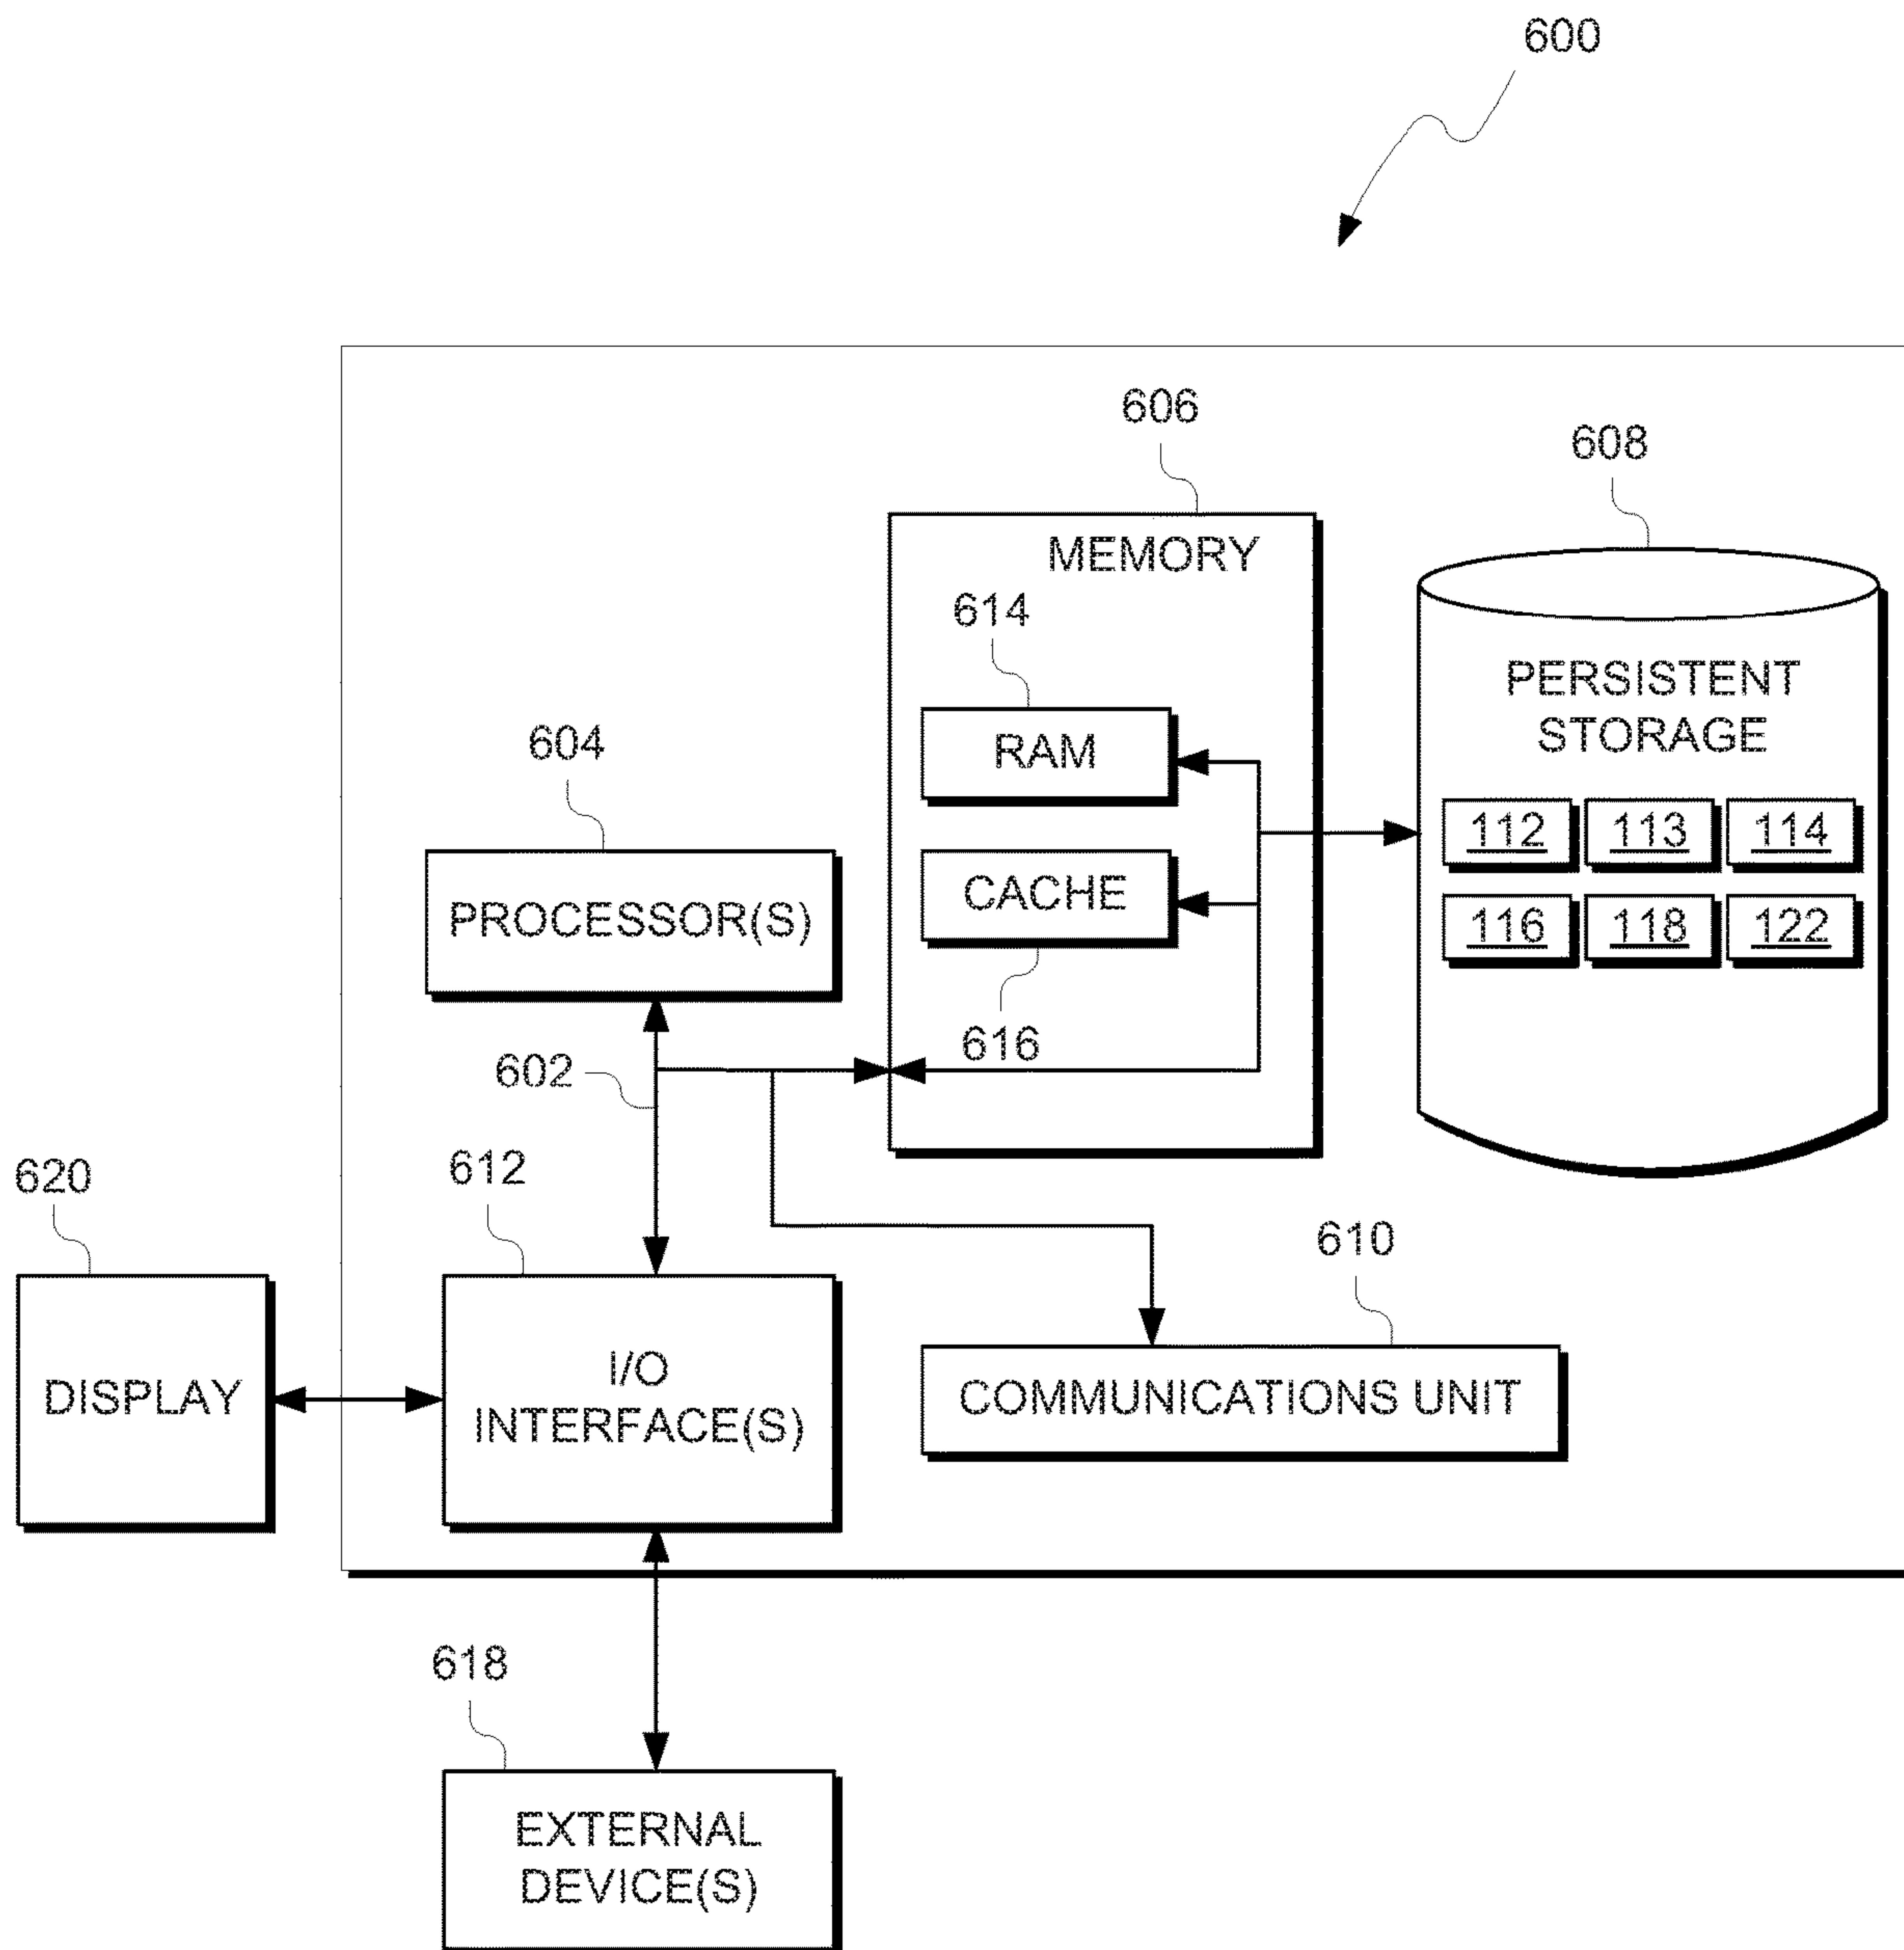 600
606
608
MEMORY
614
PERSISTENT
STORAGE
RAM
604
112 113 114
CACHE
PROCESSOR(S)
116 118 122
616
602
612
620
610
I/O
INTERFACE(S)
DISPLAY
COMMUNICATIONS UNIT
618
EXTERNAL
DEVICE(S)